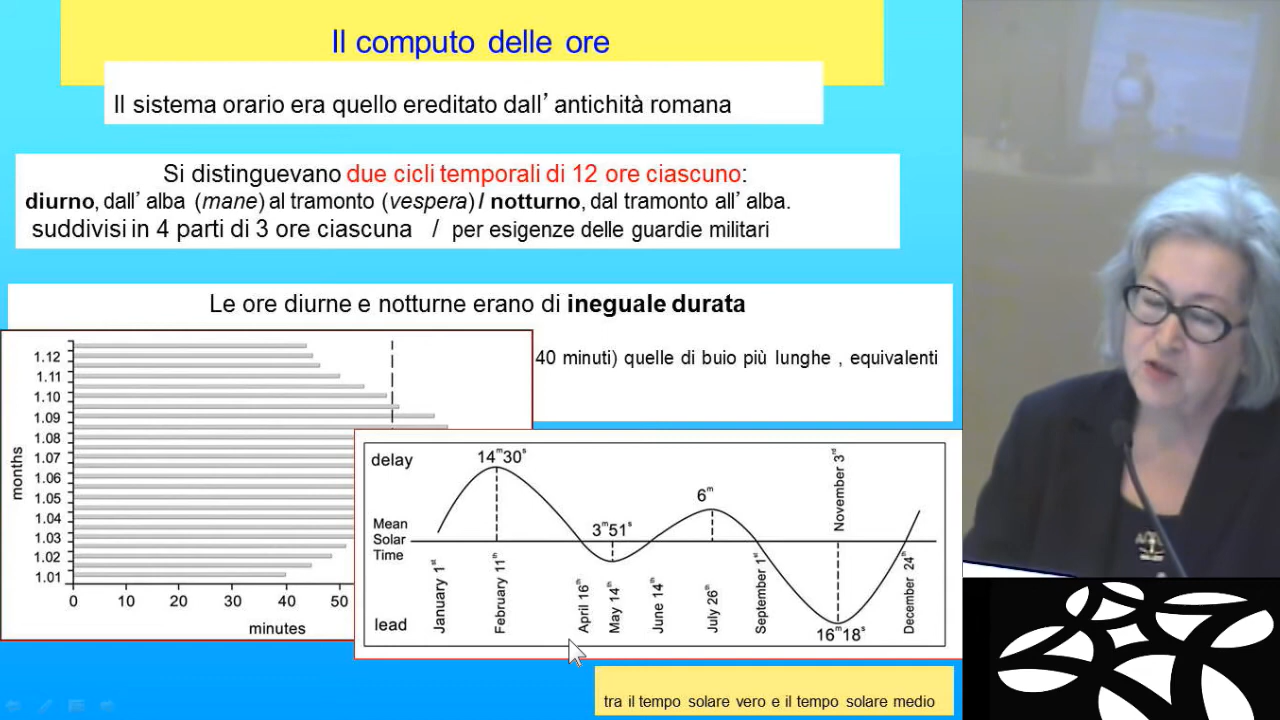 Il computo delle ore
Il sistema orario era quello ereditato dall’ antichità romana
Si distinguevano due cicli temporali di 12 ore ciascuno:
diurno, dall’ alba (mane) al tramonto (vespera) / notturno, dal tramonto all’ alba.
suddivisi in 4 parti di 3 ore ciascuna / per esigenze delle guardie militari
Le ore diurne e notturne erano di ineguale durata
40 minuti) quelle di buio più lunghe , equivalenti
months
1.12
1.11
1.10
1.09
1.08
1.07
1.06
1.05
1.04
1.03
1.02
1.01
0 10 20 30 40 50
minutes
delay
14m30s
6m
3m51s
November 3rd
Mean
Solar
Time
January 1st
February 11th
April 16th
May 14th
June 14th
July 26th
September 1st
December 24th
lead
16m18s
tra il tempo solare vero e il tempo solare medio